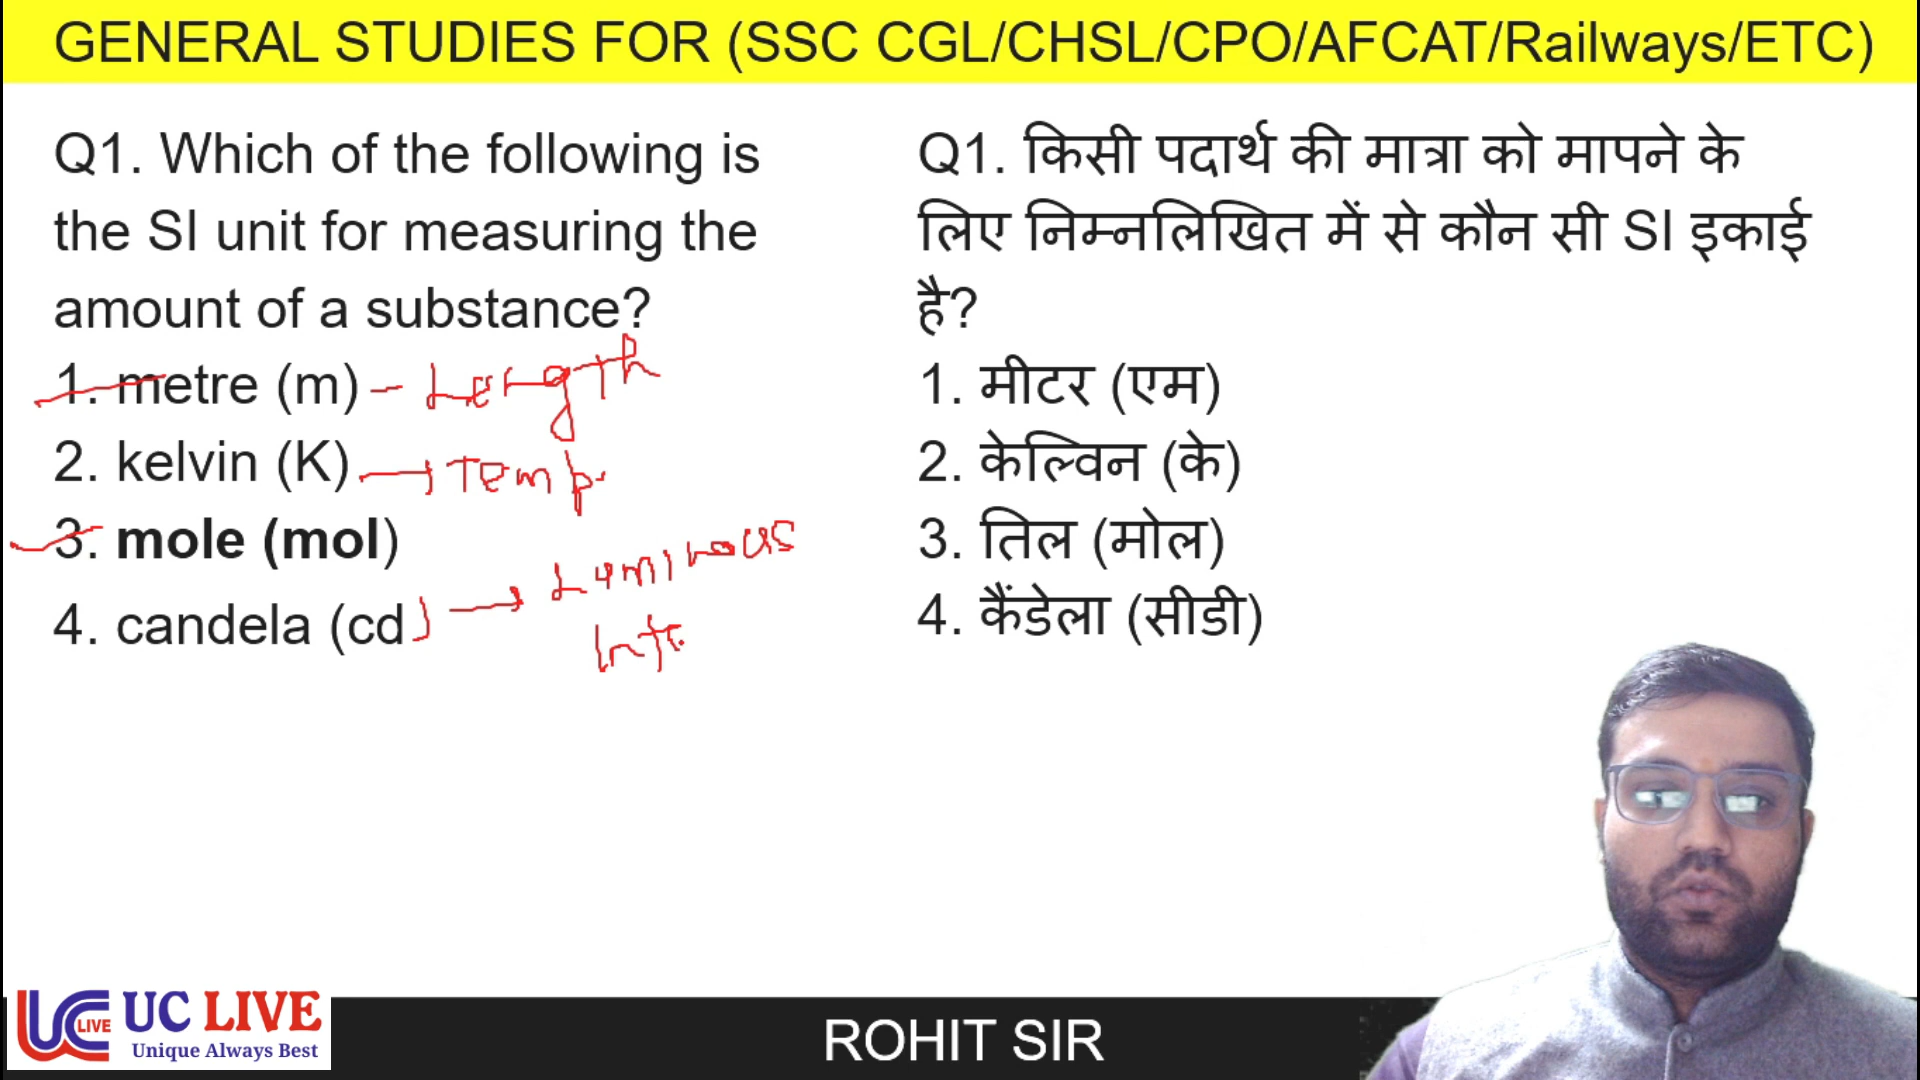 GENERAL STUDIES FOR (SSC CGL/CHSL/CPO/AFCAT/Railways/ETC)
Q1. Which of the following is
the SI unit for measuring the
amount of a substance?
1. metre (m) - Length
2. kelvin (K) → Temp.
3. mole (mol)
4. candela (cd) → Luminous
Q1. किसी पदार्थ की मात्रा को मापने के
लिए निम्नलिखित में से कौन सी SI इकाई
है?
1. मीटर (एम)
2. केल्विन (के)
3. तिल (मोल)
4. कैंडेला (सीडी)
LIVE
UC LIVE
Unique Always Best
ROHIT SIR